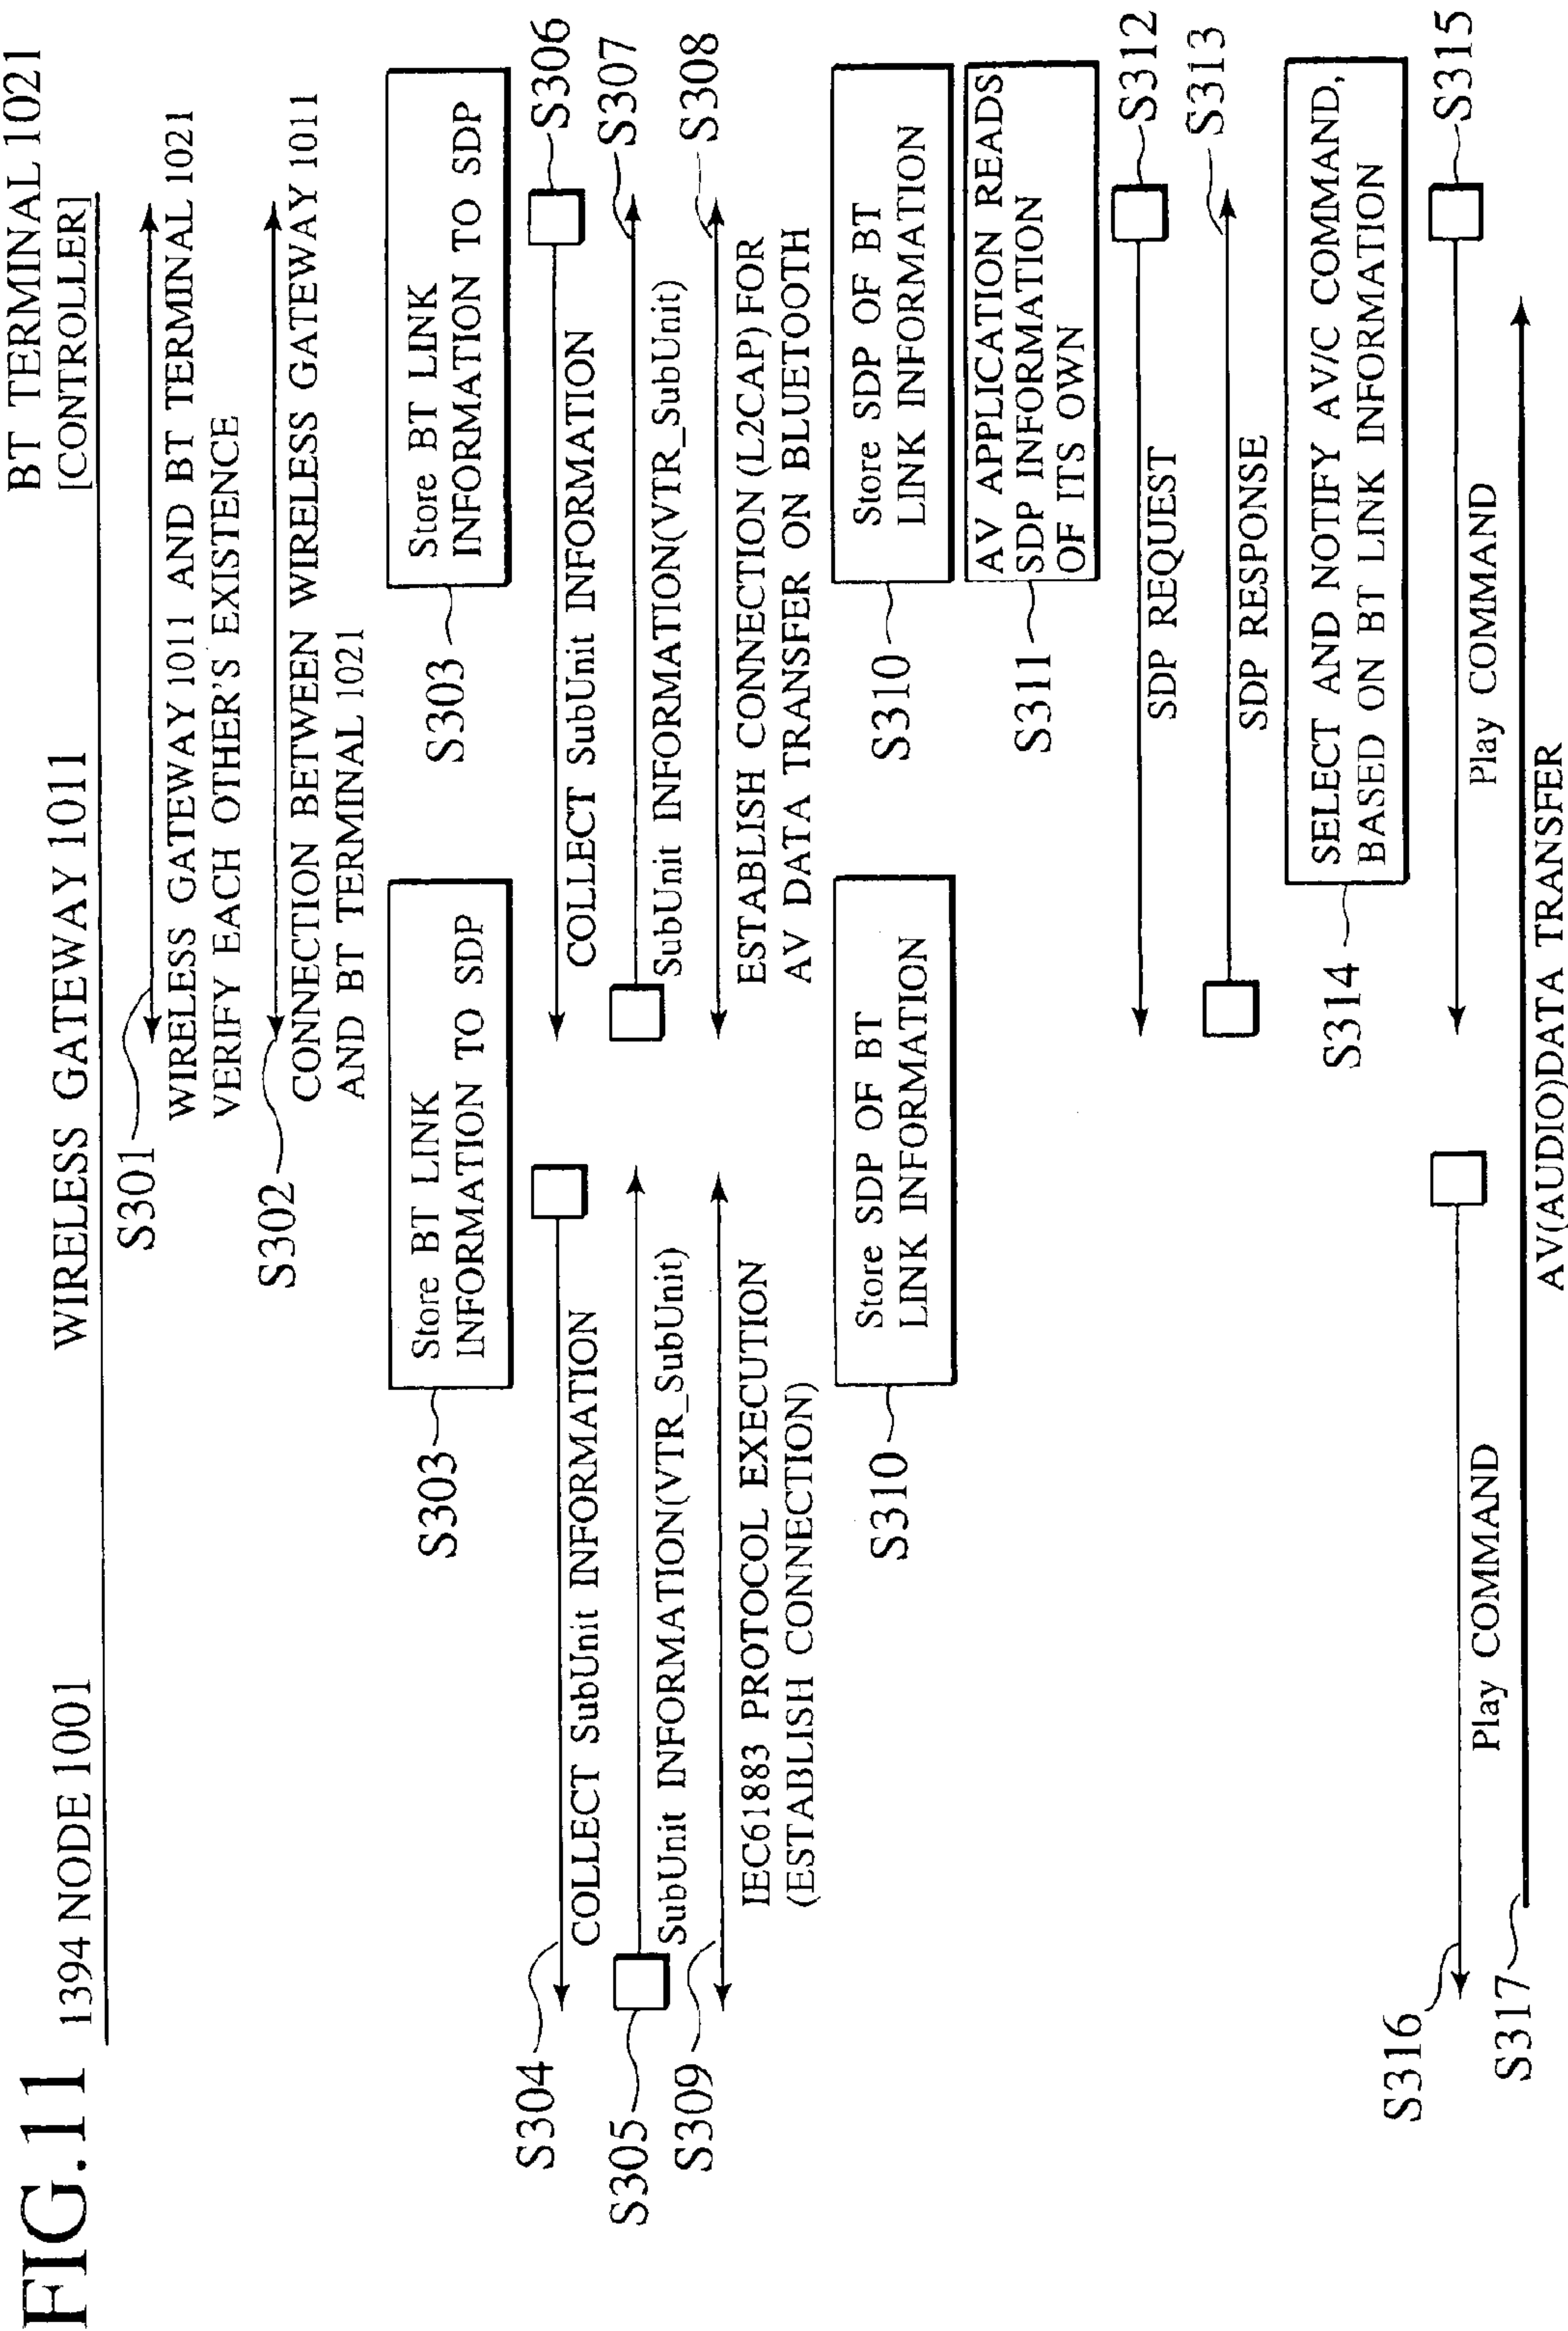 FIG.11
1394 NODE 1001
WIRELESS GATEWAY 1011
BT TERMINAL 1021
[CONTROLLER]
S301
WIRELESS GATEWAY 1011 AND BT TERMINAL 1021
VERIFY EACH OTHER'S EXISTENCE
S302
CONNECTION BETWEEN WIRELESS GATEWAY 1011
AND BT TERMINAL 1021
S303
Store BT LINK
INFORMATION TO SDP
S303
Store BT LINK
INFORMATION TO SDP
S304
COLLECT SubUnit INFORMATION
S306
COLLECT SubUnit INFORMATION
S305
SubUnit INFORMATION(VTR_SubUnit)
S307
SubUnit INFORMATION(VTR_SubUnit)
S309
IEC61883 PROTOCOL EXECUTION
(ESTABLISH CONNECTION)
S308
ESTABLISH CONNECTION (L2CAP) FOR
AV DATA TRANSFER ON BLUETOOTH
S310
Store SDP OF BT
LINK INFORMATION
S310
Store SDP OF BT
LINK INFORMATION
S311
AV APPLICATION READS
SDP INFORMATION
OF ITS OWN
S312
SDP REQUEST
S313
SDP RESPONSE
S314
SELECT AND NOTIFY AV/C COMMAND,
BASED ON BT LINK INFORMATION
S315
Play COMMAND
S316
Play COMMAND
S317
AV(AUDIO)DATA TRANSFER